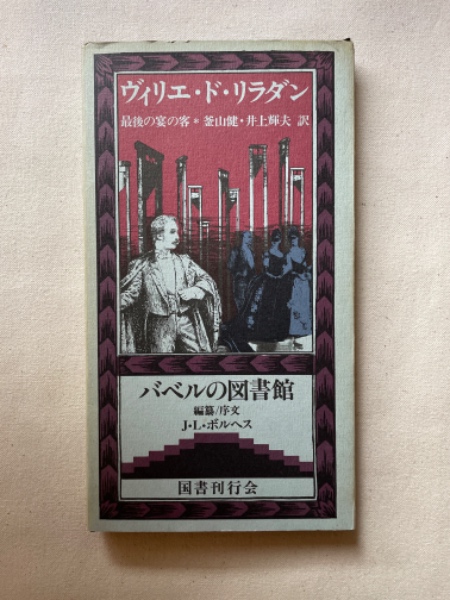 ヴィリエ・ド・リラダン
最後の宴の客*釜山健・井上輝夫 訳
バベルの図書館
編纂/序文
J・L・ボルヘス
国書刊行会